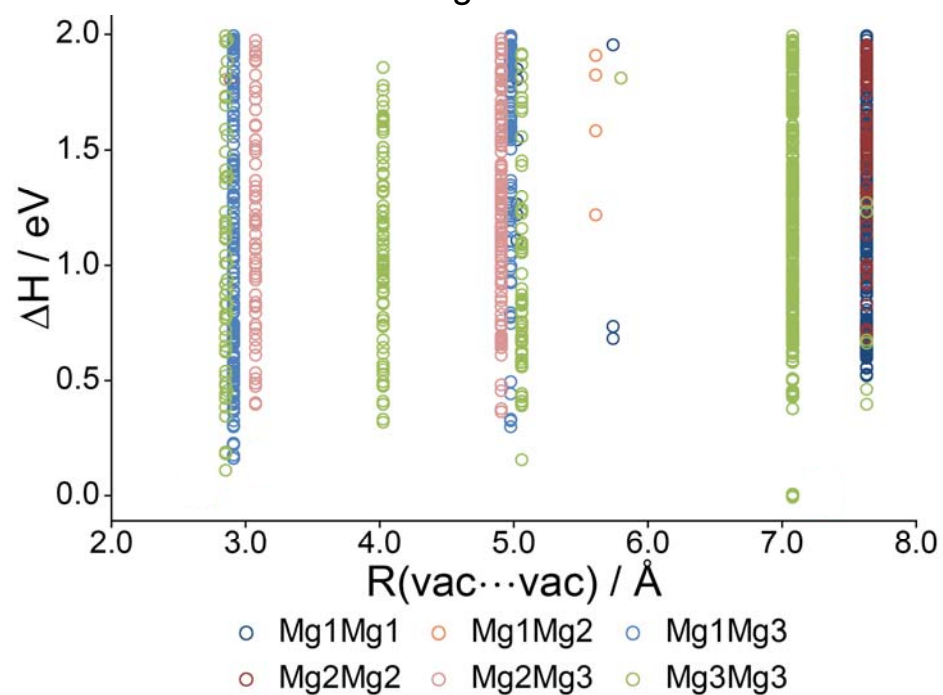 g
2.0
1.5
1.0
0.5
0.0
ΔH / eV
2.0 3.0 4.0 5.0 6.0 7.0 8.0
R(vac···vac) / Å
Mg1Mg1 Mg1Mg2 Mg1Mg3
Mg2Mg2 Mg2Mg3 Mg3Mg3